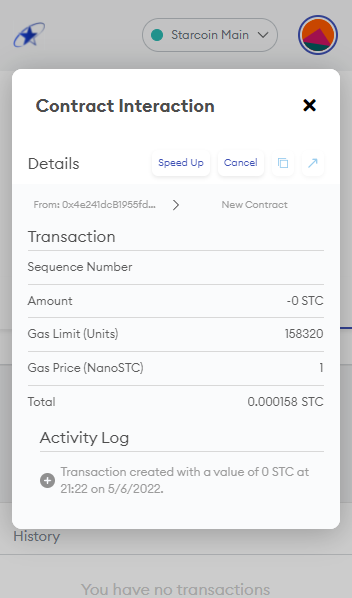 Starcoin Main
Contract Interaction
Details
Speed Up
Cancel
From: 0x4e241dcB1955fd...
New Contract
Transaction
Sequence Number
Amount
-0 STC
Gas Limit (Units)
158320
Gas Price (NanoSTC)
1
Total
0.000158 STC
Activity Log
Transaction created with a value of 0 STC at
21:22 on 5/6/2022.
History
You have no transactions